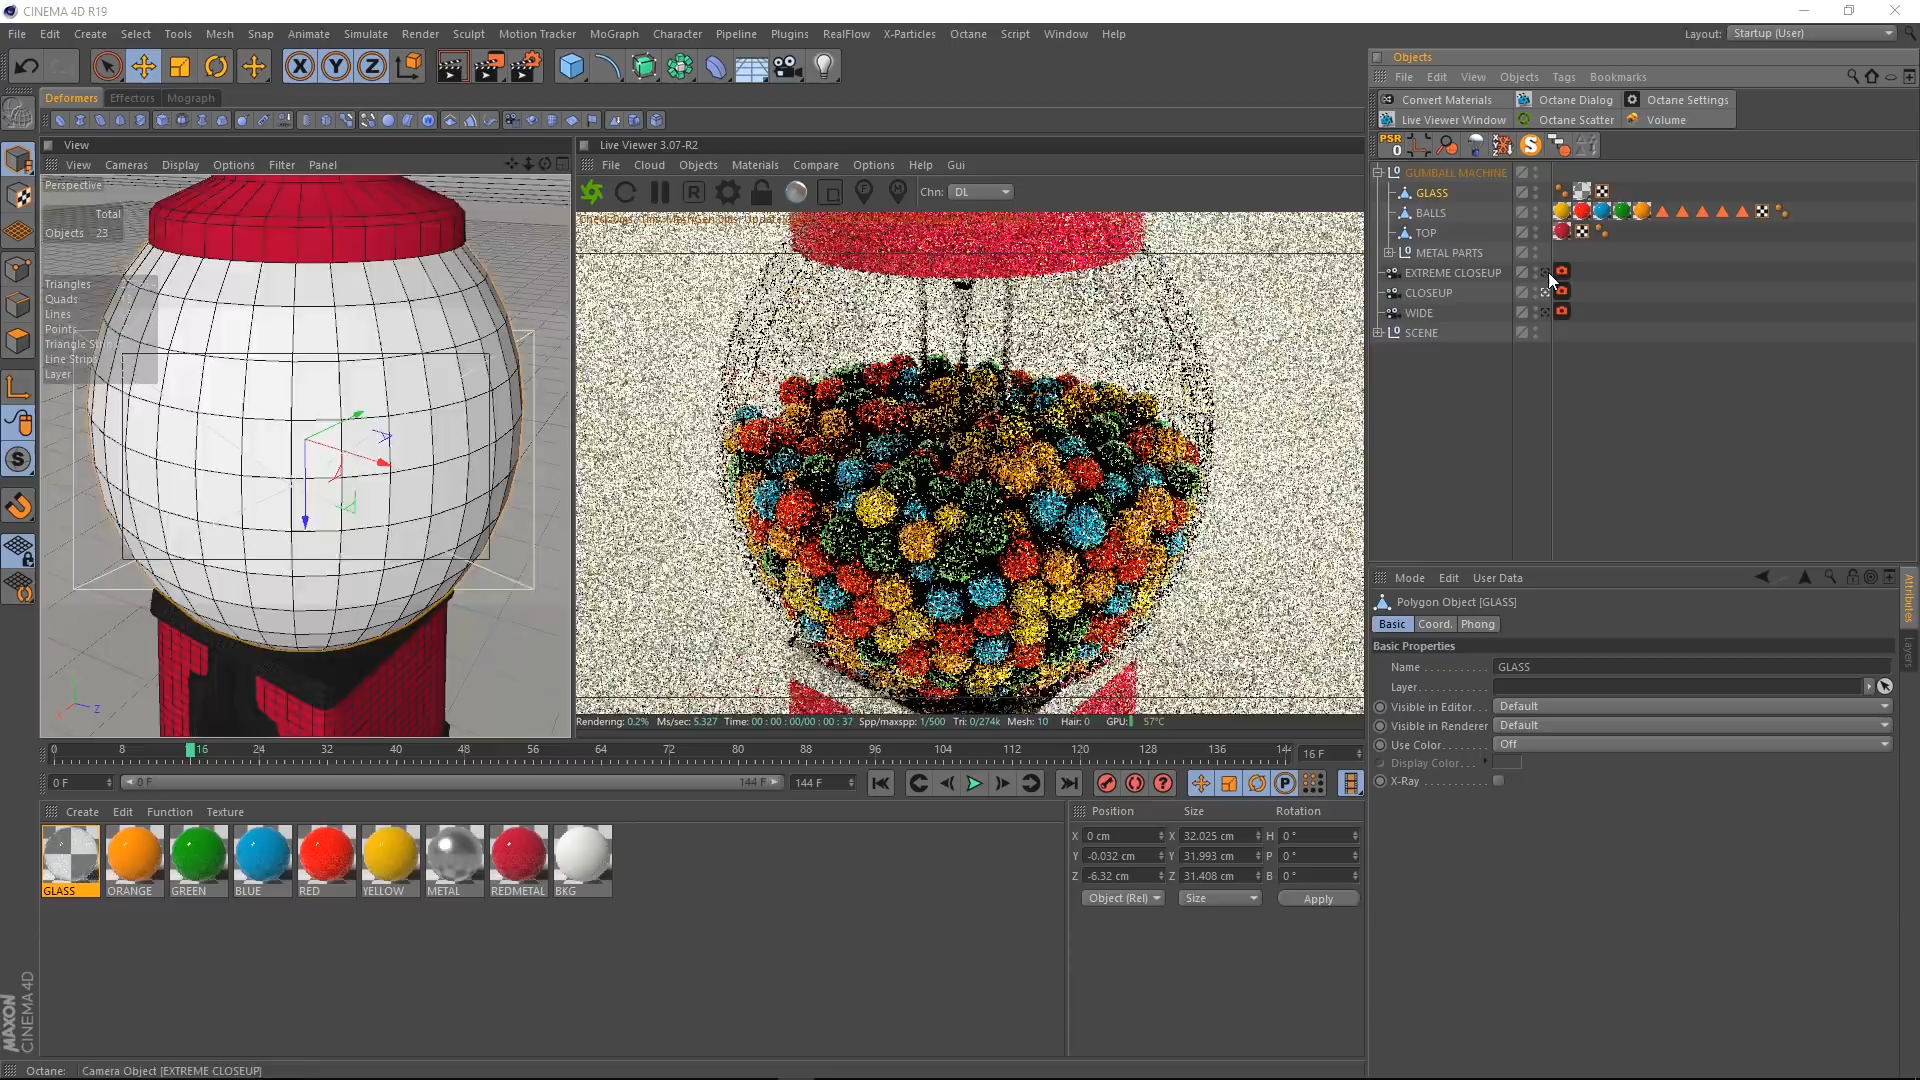 CINEMA 4D R19
File Edit Create Select Tools Mesh Snap Animate Simulate Render Sculpt Motion Tracker MoGraph Character Pipeline Plugins RealFlow X-Particles Octane Script Window Help
Layout: Startup (User)
Objects
File Edit View Objects Tags Bookmarks
Deformers Effectors Mograph
Convert Materials Octane Dialog Octane Settings
Live Viewer Window Octane Scatter Volume
PSR 0
View
View Cameras Display Options Filter Panel
Live Viewer 3.07-R2
File Cloud Objects Materials Compare Options Help Gui
Chn: DL
Perspective
Total
Objects 23
Triangles
Quads
Lines
Points
Triangle Str
Line Strips
Layer
GUMBALL MACHINE
GLASS
BALLS
TOP
METAL PARTS
EXTREME CLOSEUP
CLOSEUP
WIDE
SCENE
Rendering: 0.2% Ms/sec: 5.327 Time: 00 : 00 : 00/00 : 00 : 37 Spp/maxspp: 1/500 Tri: 0/274k Mesh: 10 Hair: 0 GPU: 57°C
Mode Edit User Data
Attributes
Layers
Polygon Object [GLASS]
Basic Coord. Phong
Basic Properties
Name GLASS
Layer
Visible in Editor Default
Visible in Renderer Default
Use Color Off
Display Color
X-Ray
0 8 16 24 32 40 48 56 64 72 80 88 96 104 112 120 128 136 14
16 F
0 F 0 F 144 F 144 F
Create Edit Function Texture
GLASS ORANGE GREEN BLUE RED YELLOW METAL REDMETAL BKG
Position Size Rotation
X 0 cm X 32.025 cm H 0 °
Y -0.032 cm Y 31.993 cm P 0 °
Z -6.32 cm Z 31.408 cm B 0 °
Object (Rel) Size Apply
MAXON
CINEMA 4D
Octane: Camera Object [EXTREME CLOSEUP]